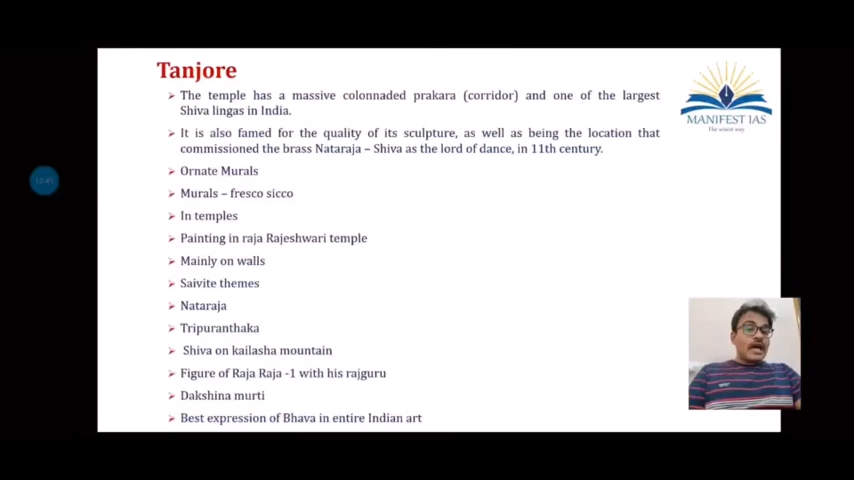 Tanjore
➢ The temple has a massive colonnaded prakara (corridor) and one of the largest
Shiva lingas in India.
➢ It is also famed for the quality of its sculpture, as well as being the location that
commissioned the brass Nataraja – Shiva as the lord of dance, in 11th century.
➢ Ornate Murals
➢ Murals – fresco sicco
➢ In temples
➢ Painting in raja Rajeshwari temple
➢ Mainly on walls
➢ Saivite themes
➢ Nataraja
➢ Tripuranthaka
➢ Shiva on kailasha mountain
➢ Figure of Raja Raja -1 with his rajguru
➢ Dakshina murti
➢ Best expression of Bhava in entire Indian art
MANIFEST IAS